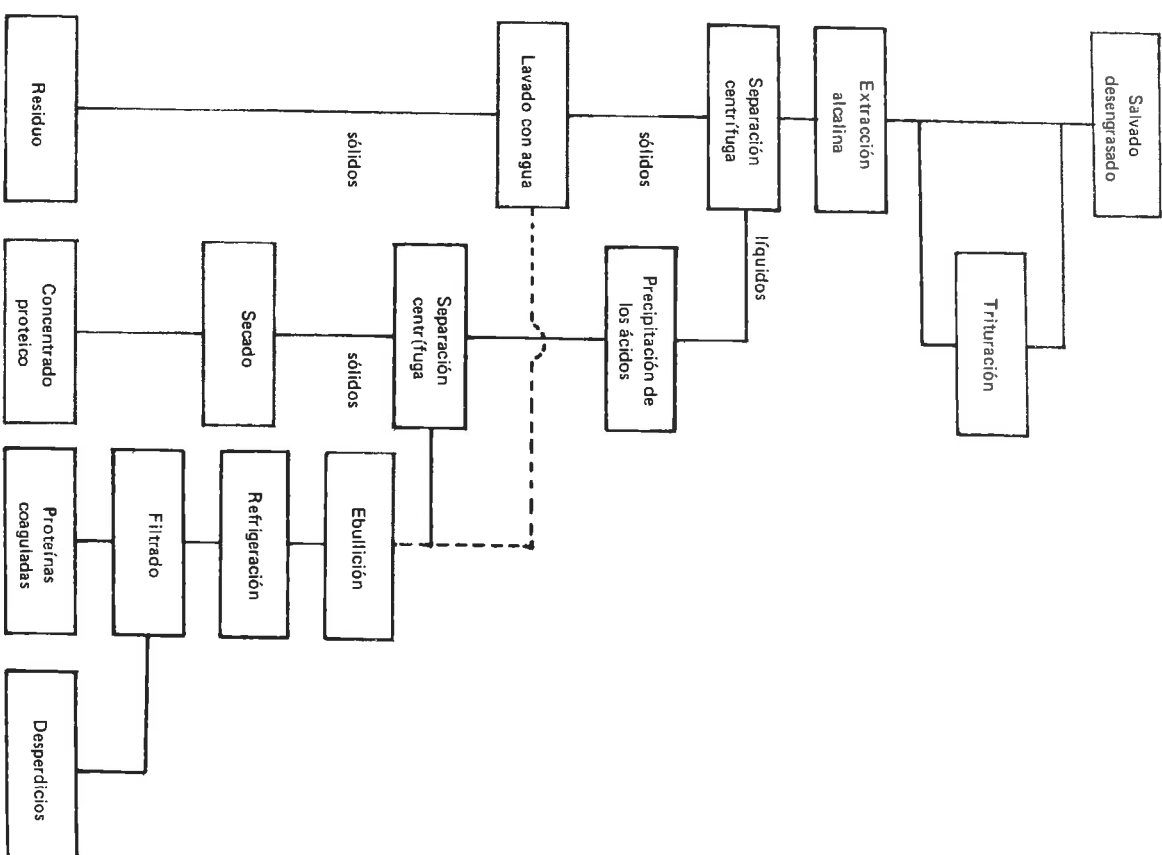 Salvado
desengrasado
Trituración
Extracción
alcalina
Separación
centrífuga
líquidos
sólidos
Precipitación de
los ácidos
Lavado con agua
Separación
centrífuga
sólidos
sólidos
Ebullición
Secado
Refrigeración
Filtrado
Residuo
Concentrado
proteico
Proteínas
coaguladas
Desperdicios